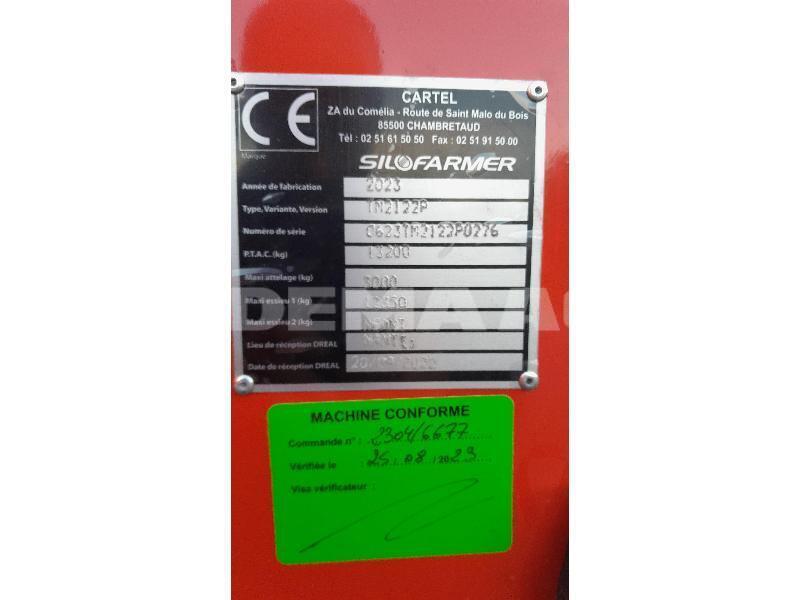 CE
CARTEL
ZA du Comélia - Route de Saint Malo du Bois
85500 CHAMBRETAUD
Tél : 02 51 61 50 50 Fax : 02 51 91 50 00
Marque
SILOFARMER
Année de fabrication 2023
Type, Variante, Version TM2122P
Numéro de série C623TM2122P0276
P.T.A.C. (kg) 13200
Maxi attelage (kg) 3000
Maxi essieu 1 (kg)
Maxi essieu 2 (kg)
Lieu de réception DREAL
Date de réception DREAL
MACHINE CONFORME
Commande n° : 2304/6677
Vérifiée le : 25 / 08 / 2023
Visa vérificateur :